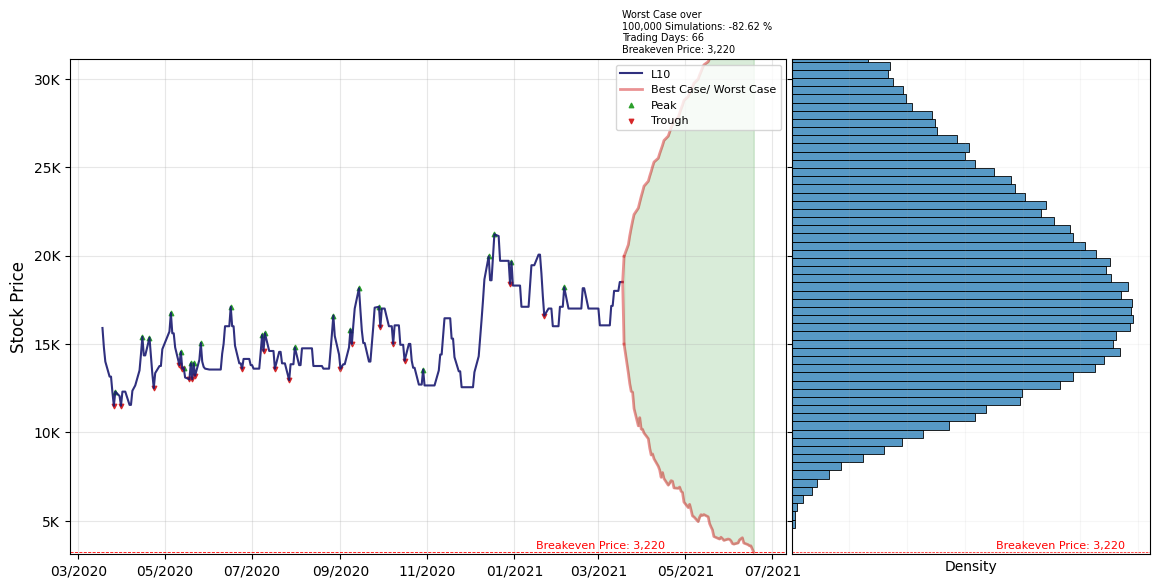 Worst Case over
100,000 Simulations: -82.62 %
Trading Days: 66
Breakeven Price: 3,220
L10
Best Case/ Worst Case
Peak
Trough
Stock Price
30K
25K
20K
15K
10K
5K
Breakeven Price: 3,220
Breakeven Price: 3,220
03/2020 05/2020 07/2020 09/2020 11/2020 01/2021 03/2021 05/2021 07/2021
Density